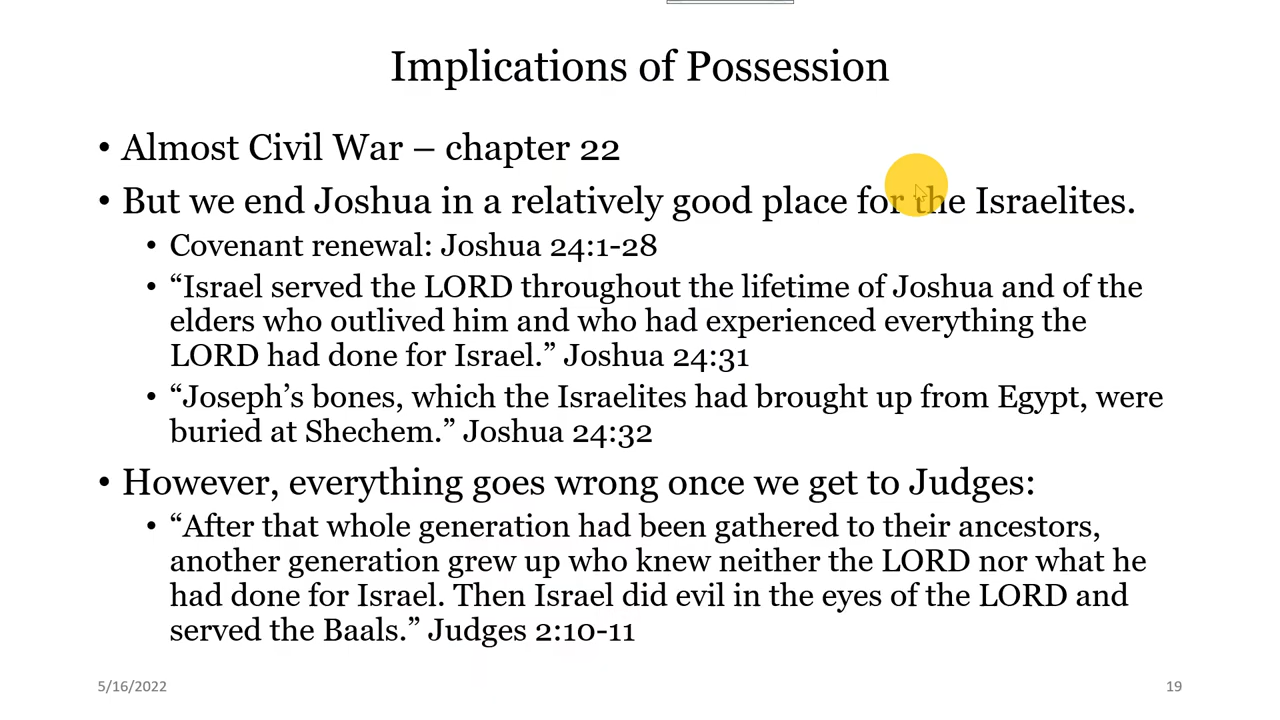 Implications of Possession
• Almost Civil War – chapter 22
• But we end Joshua in a relatively good place for the Israelites.
• Covenant renewal: Joshua 24:1-28
• “Israel served the LORD throughout the lifetime of Joshua and of the
elders who outlived him and who had experienced everything the
LORD had done for Israel.” Joshua 24:31
• “Joseph’s bones, which the Israelites had brought up from Egypt, were
buried at Shechem.” Joshua 24:32
• However, everything goes wrong once we get to Judges:
• “After that whole generation had been gathered to their ancestors,
another generation grew up who knew neither the LORD nor what he
had done for Israel. Then Israel did evil in the eyes of the LORD and
served the Baals.” Judges 2:10-11
5/16/2022
19